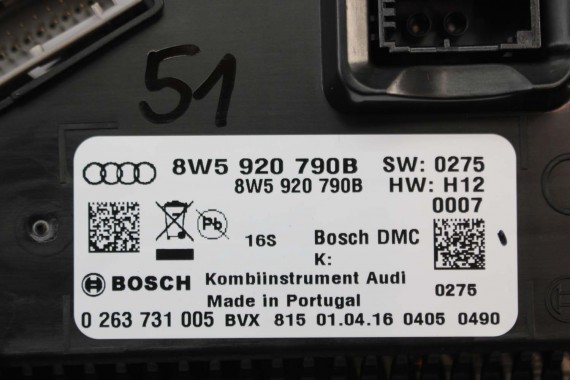 51
8W5 920 790B SW: 0275
8W5 920 790B HW: H12
0007
Pb
16S Bosch DMC
K:
BOSCH Kombiinstrument Audi
0275
Made in Portugal
0 263 731 005 BVX 815 01.04.16 0405 0490